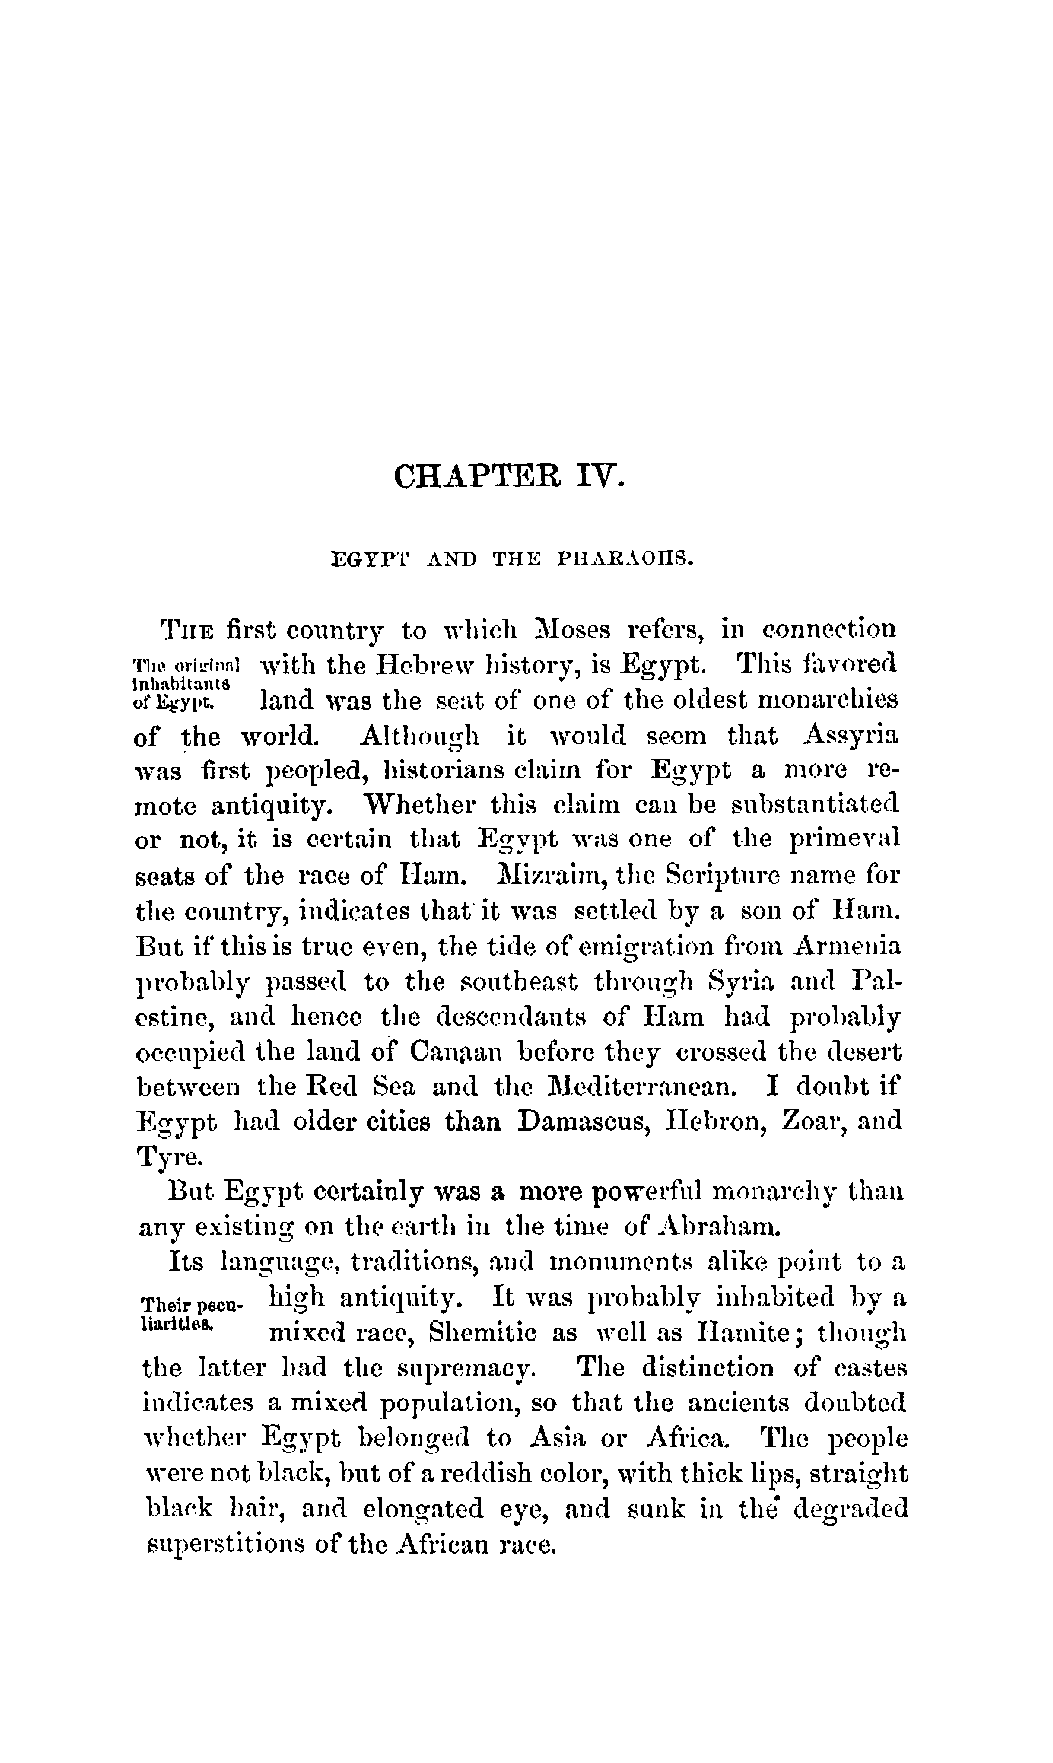 CHAPTER IV.
EGYPT AND THE PHARAOHS.
THE first country to which Moses refers, in connection
The original
inhabitants
of Egypt.
with the Hebrew history, is Egypt. This favored
land was the seat of one of the oldest monarchies
of the world. Although it would seem that Assyria
was first peopled, historians claim for Egypt a more re-
mote antiquity. Whether this claim can be substantiated
or not, it is certain that Egypt was one of the primeval
seats of the race of Ham. Mizraim, the Scripture name for
the country, indicates that it was settled by a son of Ham.
But if this is true even, the tide of emigration from Armenia
probably passed to the southeast through Syria and Pal-
estine, and hence the descendants of Ham had probably
occupied the land of Canaan before they crossed the desert
between the Red Sea and the Mediterranean. I doubt if
Egypt had older cities than Damascus, Hebron, Zoar, and
Tyre.
But Egypt certainly was a more powerful monarchy than
any existing on the earth in the time of Abraham.
Its language, traditions, and monuments alike point to a
Their pecu-
liarities.
high antiquity. It was probably inhabited by a
mixed race, Shemitic as well as Hamite; though
the latter had the supremacy. The distinction of castes
indicates a mixed population, so that the ancients doubted
whether Egypt belonged to Asia or Africa. The people
were not black, but of a reddish color, with thick lips, straight
black hair, and elongated eye, and sunk in the degraded
superstitions of the African race.